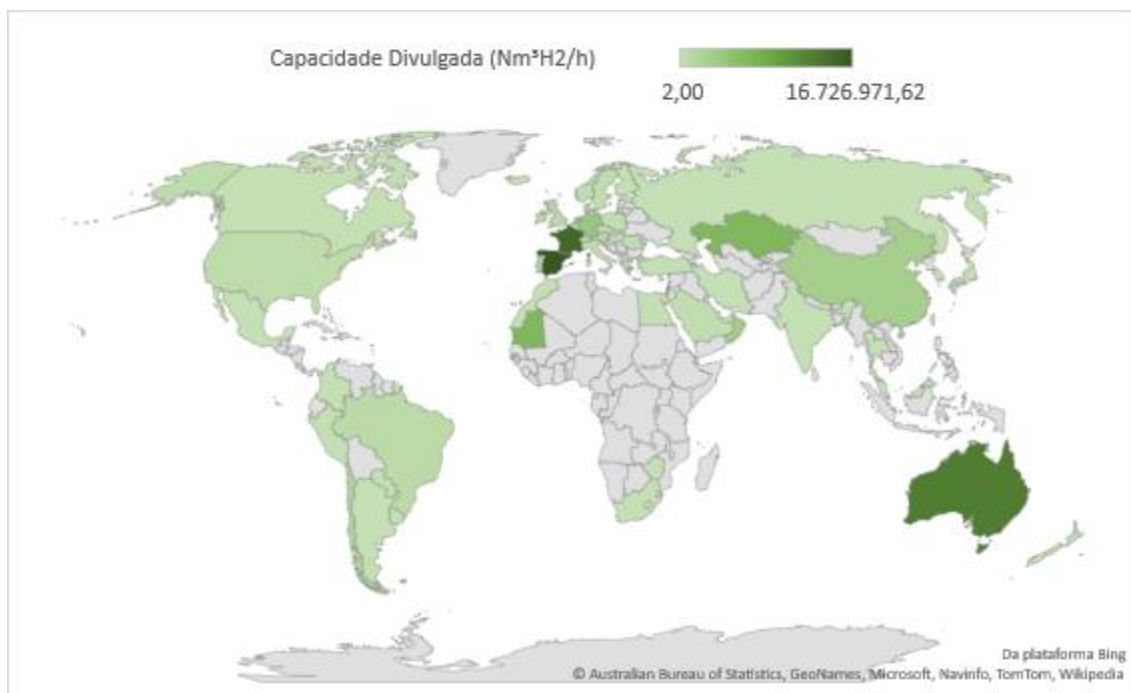 Capacidade Divulgada (Nm³H2/h)
2,00 16.726.971,62
Da plataforma Bing
© Australian Bureau of Statistics, GeoNames, Microsoft, Navinfo, TomTom, Wikipedia